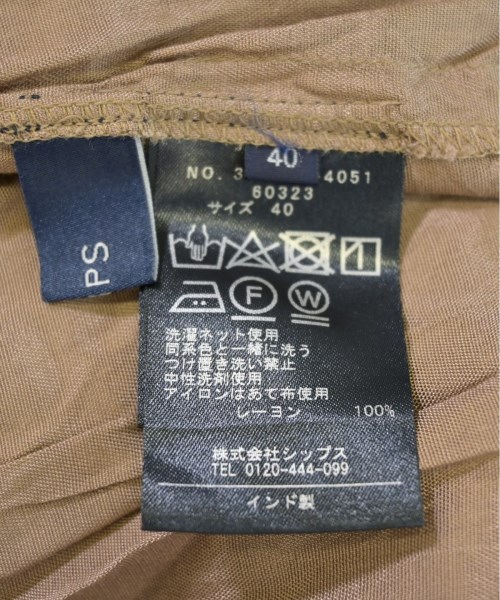 40
NO. 3 4051
60323
サイズ 40
PS
F W
洗濯ネット使用
同系色と一緒に洗う
つけ置き洗い禁止
中性洗剤使用
アイロンはあて布使用
レーヨン 100%
株式会社シップス
TEL 0120-444-099
インド製